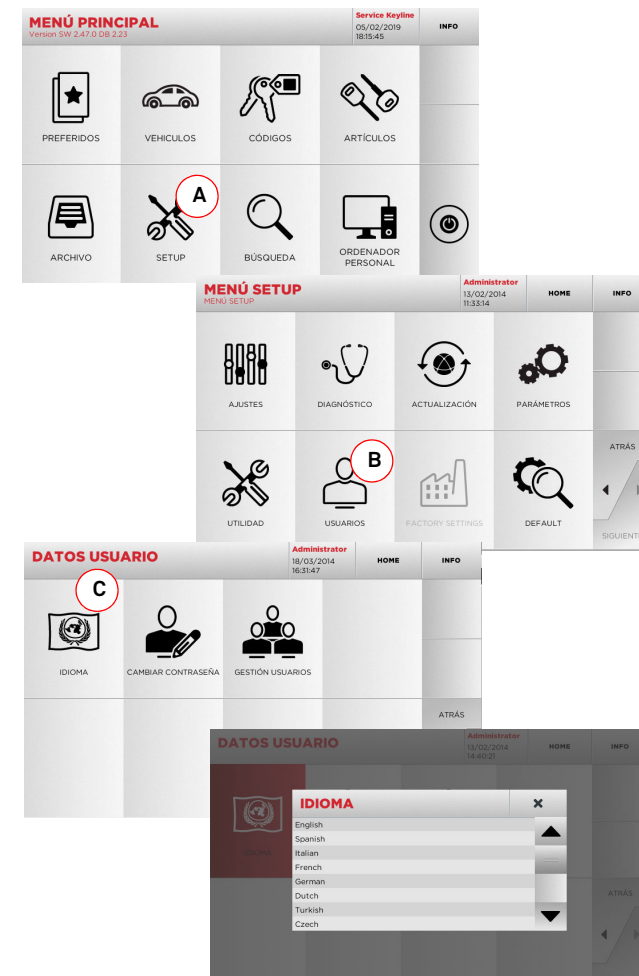 MENÚ PRINCIPAL
Version SW 2.47.0 DB 2.23
Service Keyline
05/02/2019
18:15:45
INFO
PREFERIDOS
VEHICULOS
CÓDIGOS
ARTÍCULOS
A
ARCHIVO
SETUP
BÚSQUEDA
ORDENADOR
PERSONAL
MENÚ SETUP
MENÚ SETUP
Administrator
13/02/2014
11:33:14
HOME
INFO
AJUSTES
DIAGNÓSTICO
ACTUALIZACIÓN
PARÁMETROS
ATRÁS
B
UTILIDAD
USUARIOS
FACTORY SETTINGS
DEFAULT
SIGUIENTE
DATOS USUARIO
Administrator
18/03/2014
16:31:47
HOME
INFO
C
IDIOMA
CAMBIAR CONTRASEÑA
GESTIÓN USUARIOS
ATRÁS
DATOS USUARIO
Administrator
13/02/2014
14:40:21
HOME
INFO
IDIOMA
IDIOMA
English
Spanish
Italian
French
German
Dutch
Turkish
Czech
ATRÁS